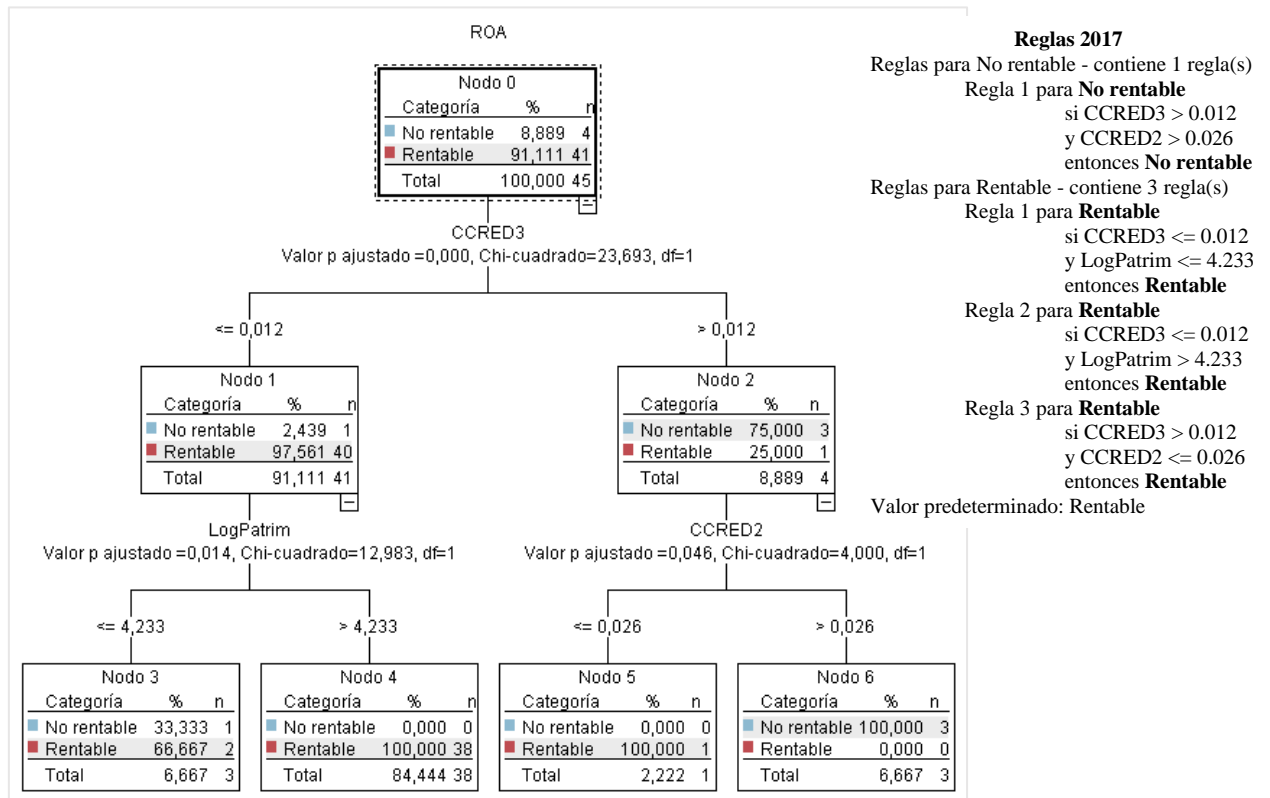 ROA
Nodo 0
Categoría % n
No rentable 8,889 4
Rentable 91,111 41
Total 100,000 45
CCRED3
Valor p ajustado =0,000, Chi-cuadrado=23,693, df=1
<= 0,012
> 0,012
Nodo 1
Categoría % n
No rentable 2,439 1
Rentable 97,561 40
Total 91,111 41
Nodo 2
Categoría % n
No rentable 75,000 3
Rentable 25,000 1
Total 8,889 4
LogPatrim
Valor p ajustado =0,014, Chi-cuadrado=12,983, df=1
CCRED2
Valor p ajustado =0,046, Chi-cuadrado=4,000, df=1
<= 4,233
> 4,233
<= 0,026
> 0,026
Nodo 3
Categoría % n
No rentable 33,333 1
Rentable 66,667 2
Total 6,667 3
Nodo 4
Categoría % n
No rentable 0,000 0
Rentable 100,000 38
Total 84,444 38
Nodo 5
Categoría % n
No rentable 0,000 0
Rentable 100,000 1
Total 2,222 1
Nodo 6
Categoría % n
No rentable 100,000 3
Rentable 0,000 0
Total 6,667 3
Reglas 2017
Reglas para No rentable - contiene 1 regla(s)
Regla 1 para No rentable
si CCRED3 > 0.012
y CCRED2 > 0.026
entonces No rentable
Reglas para Rentable - contiene 3 regla(s)
Regla 1 para Rentable
si CCRED3 <= 0.012
y LogPatrim <= 4.233
entonces Rentable
Regla 2 para Rentable
si CCRED3 <= 0.012
y LogPatrim > 4.233
entonces Rentable
Regla 3 para Rentable
si CCRED3 > 0.012
y CCRED2 <= 0.026
entonces Rentable
Valor predeterminado: Rentable